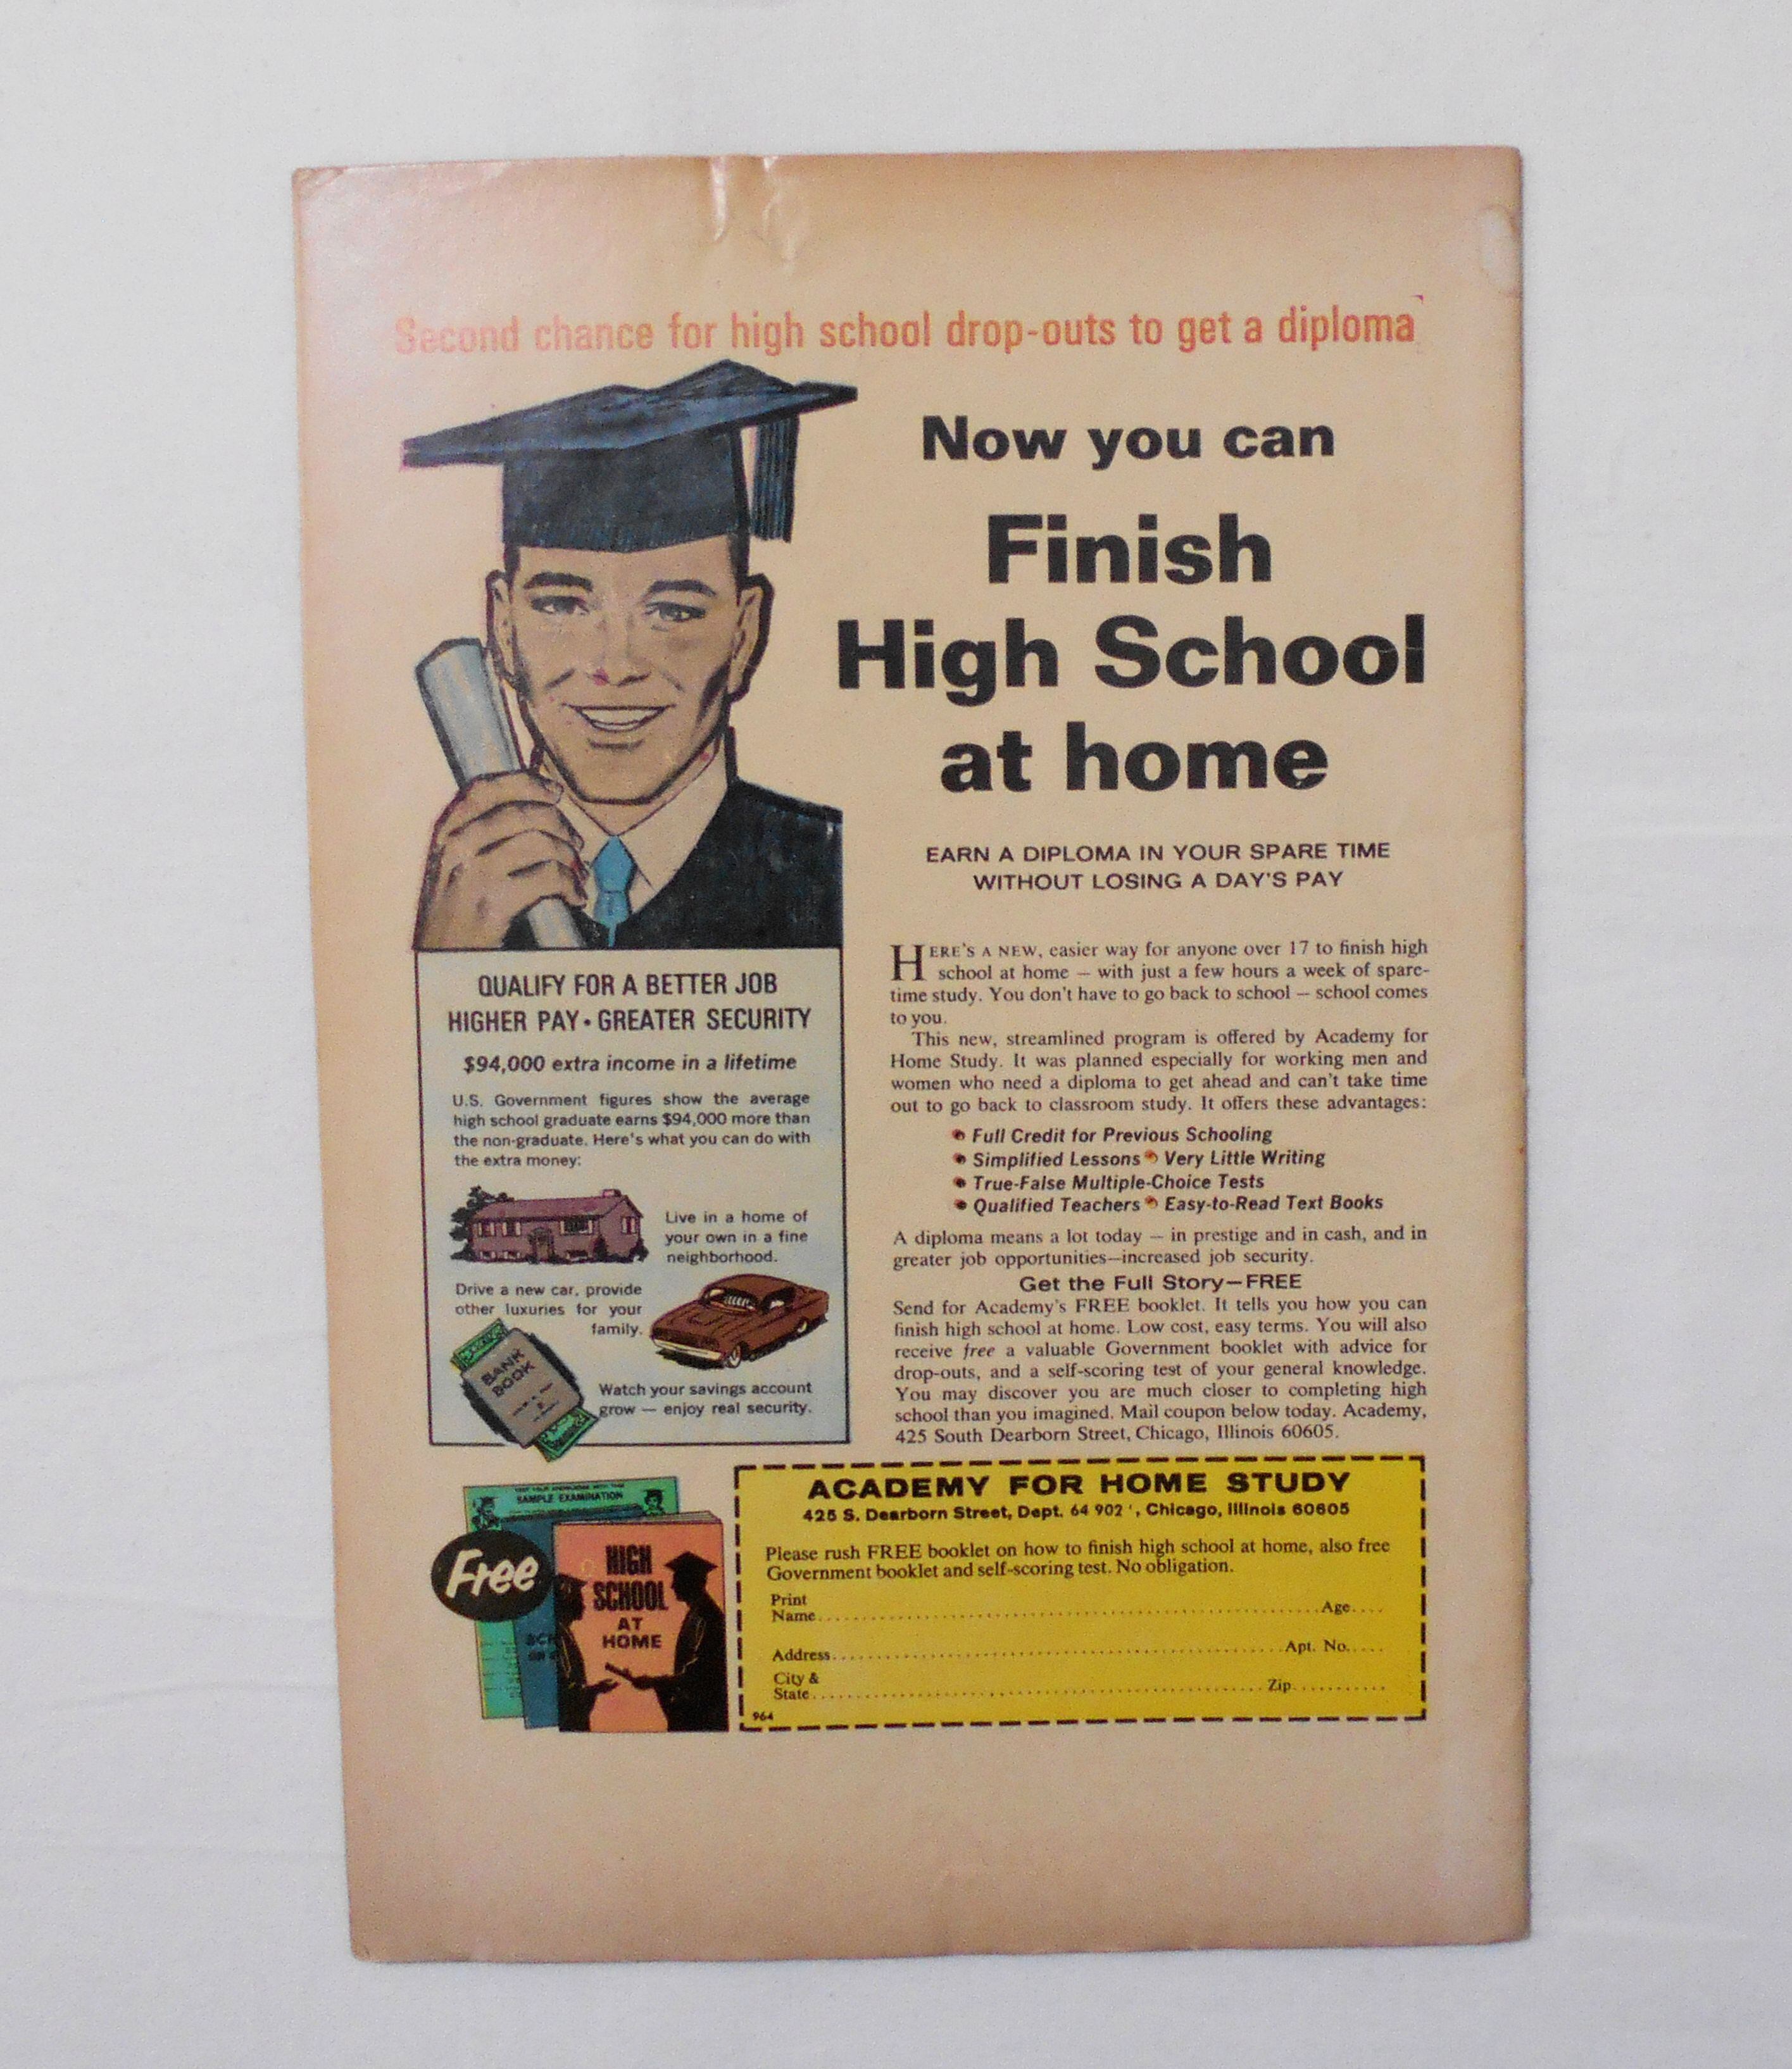 Second chance for high school drop-outs to get a diploma
Now you can
Finish
High School
at home
EARN A DIPLOMA IN YOUR SPARE TIME
WITHOUT LOSING A DAY'S PAY
QUALIFY FOR A BETTER JOB
HIGHER PAY • GREATER SECURITY
$94,000 extra income in a lifetime
U.S. Government figures show the average
high school graduate earns $94,000 more than
the non-graduate. Here's what you can do with
the extra money:
Live in a home of
your own in a fine
neighborhood.
Drive a new car, provide
other luxuries for your
family.
BANK
BOOK
Watch your savings account
grow — enjoy real security.
HERE'S A NEW, easier way for anyone over 17 to finish high
school at home — with just a few hours a week of spare-
time study. You don't have to go back to school — school comes
to you.
This new, streamlined program is offered by Academy for
Home Study. It was planned especially for working men and
women who need a diploma to get ahead and can't take time
out to go back to classroom study. It offers these advantages:
• Full Credit for Previous Schooling
• Simplified Lessons • Very Little Writing
• True-False Multiple-Choice Tests
• Qualified Teachers • Easy-to-Read Text Books
A diploma means a lot today — in prestige and in cash, and in
greater job opportunities—increased job security.
Get the Full Story—FREE
Send for Academy's FREE booklet. It tells you how you can
finish high school at home. Low cost, easy terms. You will also
receive free a valuable Government booklet with advice for
drop-outs, and a self-scoring test of your general knowledge.
You may discover you are much closer to completing high
school than you imagined. Mail coupon below today. Academy,
425 South Dearborn Street, Chicago, Illinois 60605.
SAMPLE EXAMINATION
Free
HIGH
SCHOOL
AT
HOME
ACADEMY FOR HOME STUDY
425 S. Dearborn Street, Dept. 64 902 ', Chicago, Illinois 60605
Please rush FREE booklet on how to finish high school at home, also free
Government booklet and self-scoring test. No obligation.
Print
Name Age
Address Apt. No.
City &
State Zip
964